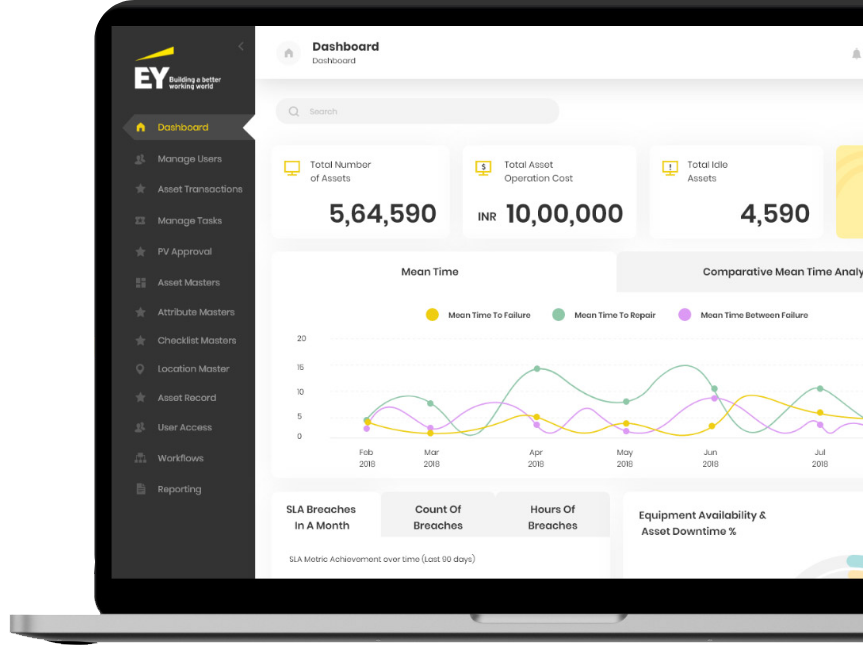 EY
Building a better
working world
Dashboard
Manage Users
Asset Transactions
Manage Tasks
PV Approval
Asset Masters
Attribute Masters
Checklist Masters
Location Master
Asset Record
User Access
Workflows
Reporting
Dashboard
Dashboard
Search
Total Number
of Assets
5,64,590
$
Total Asset
Operation Cost
INR 10,00,000
!
Total Idle
Assets
4,590
Mean Time
Comparative Mean Time Analy
Mean Time To Failure
Mean Time To Repair
Mean Time Between Failure
20
15
10
5
0
Feb
2018
Mar
2018
Apr
2018
May
2018
Jun
2018
Jul
2018
SLA Breaches
In A Month
Count Of
Breaches
Hours Of
Breaches
SLA Metric Achievement over time (Last 90 days)
Equipment Availability &
Asset Downtime %